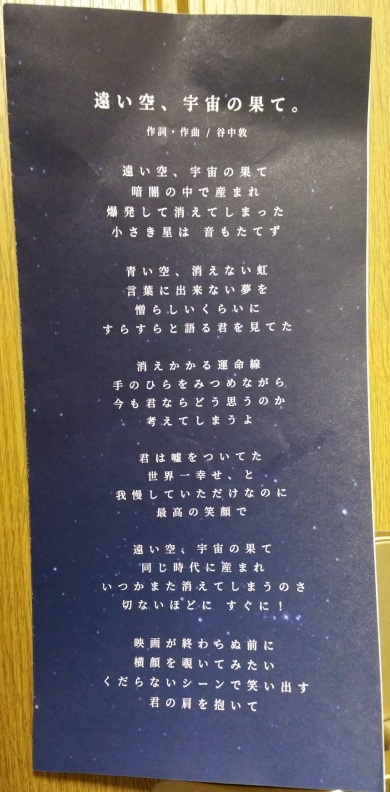 遠い空、宇宙の果て。
作詞・作曲 / 谷中敦
遠い空、宇宙の果て
暗闇の中で産まれ
爆発して消えてしまった
小さき星は 音もたてず
青い空、消えない虹
言葉に出来ない夢を
憎らしいくらいに
すらすらと語る君を見てた
消えかかる運命線
手のひらをみつめながら
今も君ならどう思うのか
考えてしまうよ
君は嘘をついてた
世界一幸せ、と
我慢していただけなのに
最高の笑顔で
遠い空、宇宙の果て
同じ時代に産まれ
いつかまた消えてしまうのさ
切ないほどに すぐに!
映画が終わらぬ前に
横顔を覗いてみたい
くだらないシーンで笑い出す
君の肩を抱いて